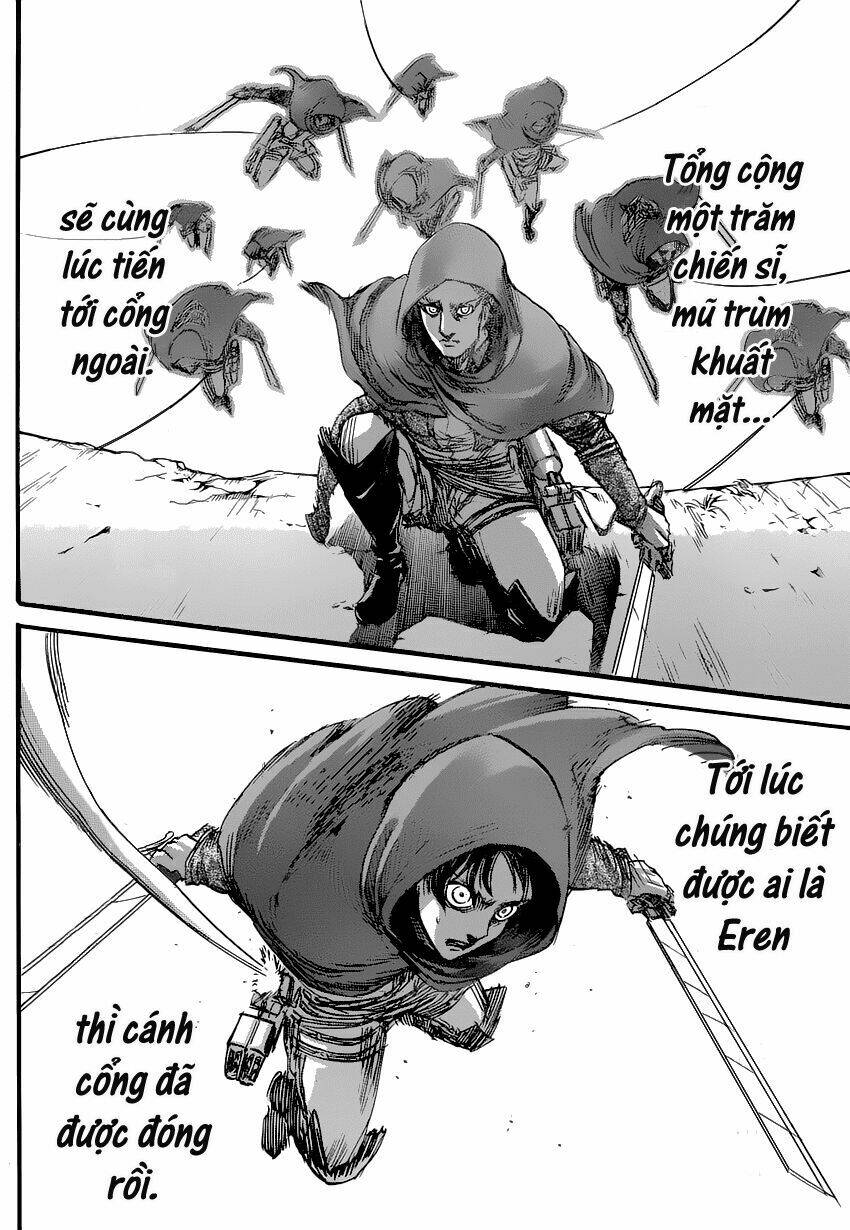 Tổng cộng
một trăm
chiến sĩ,
mũ trùm
khuất
mặt...
sẽ cùng
lúc tiến
tới cổng
ngoài.
Tới lúc
chúng biết
được ai là
Eren
thì cánh
cổng đã
được đóng
rồi.